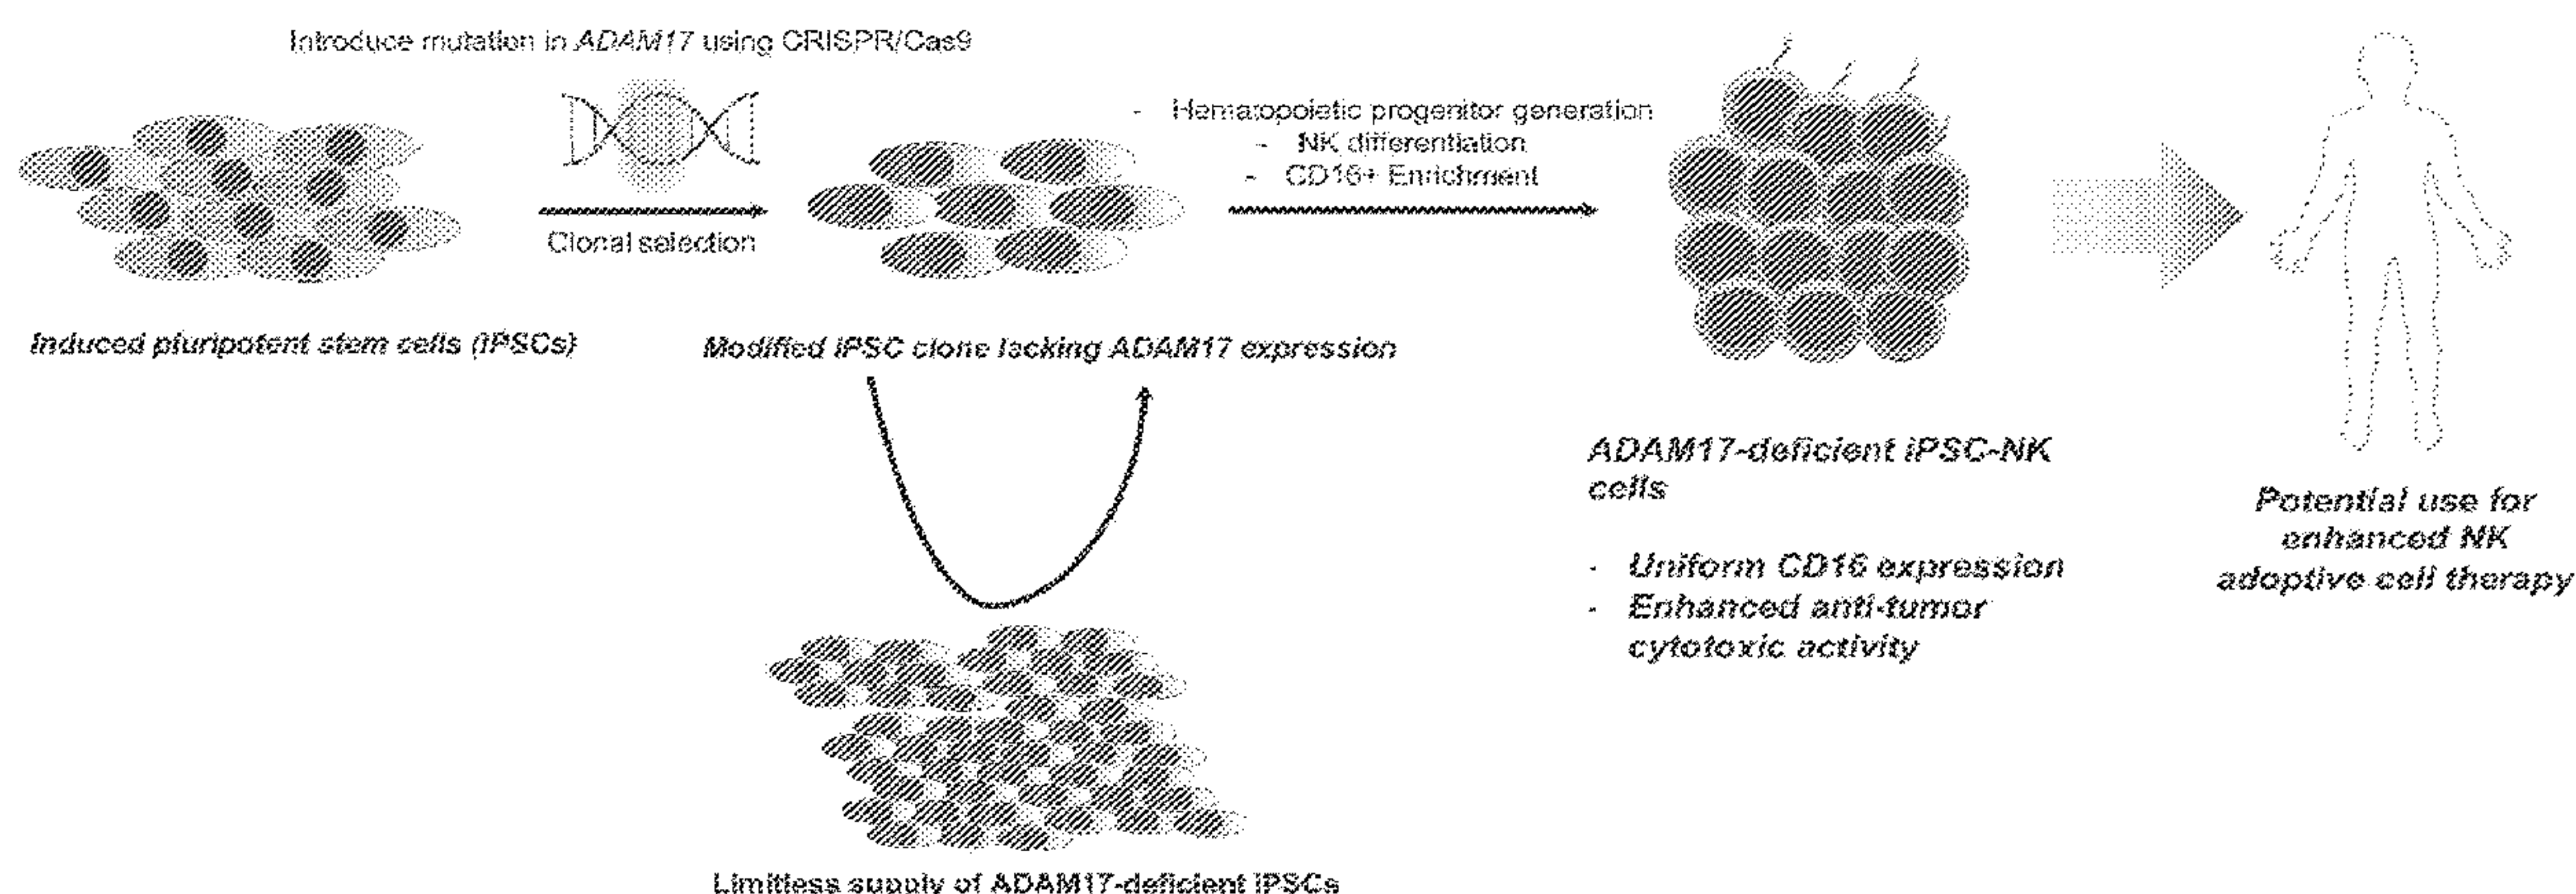 Introduce mutation in ADAM17 using CRISPR/Cas9
Clonal selection
- Hematopoietic progenitor generation
- NK differentiation
- CD16+ Enrichment
Induced pluripotent stem cells (iPSCs)
Modified iPSC clone lacking ADAM17 expression
Limitless supply of ADAM17-deficient iPSCs
ADAM17-deficient iPSC-NK
cells
- Uniform CD16 expression
- Enhanced anti-tumor
cytotoxic activity
Potential use for
enhanced NK
adoptive cell therapy